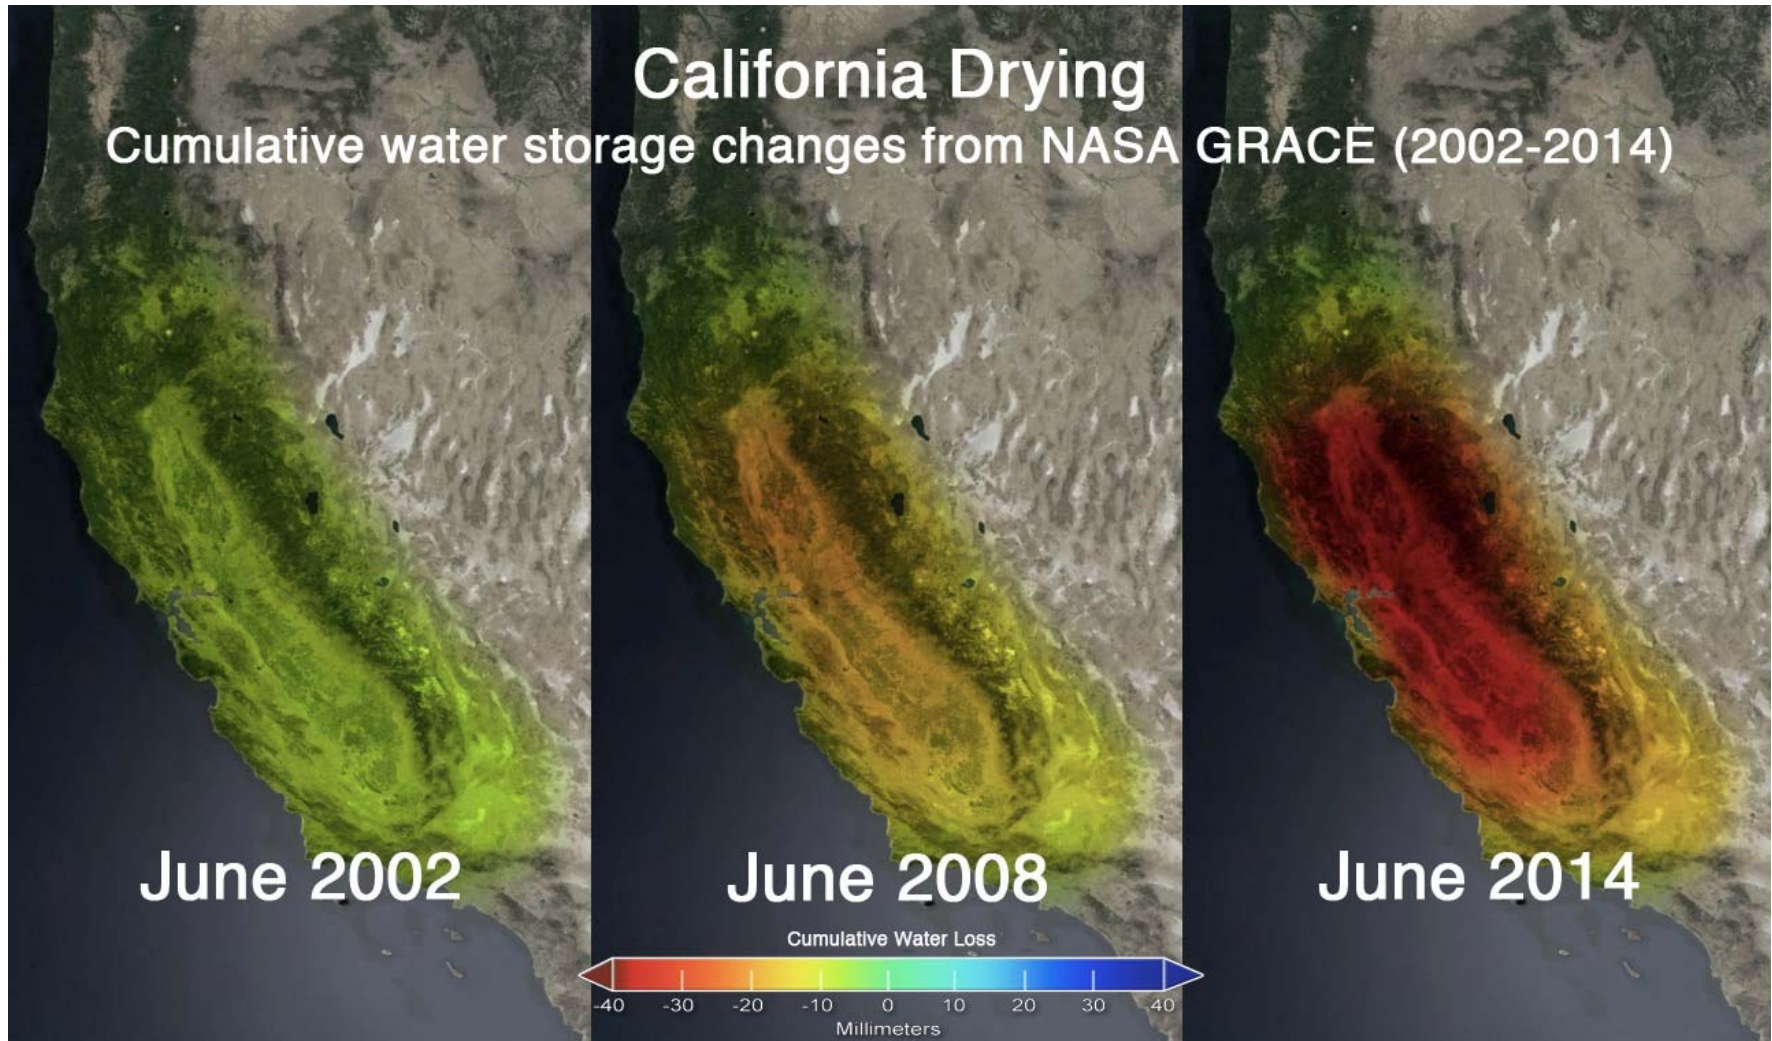 California Drying
Cumulative water storage changes from NASA GRACE (2002-2014)
June 2002
June 2008
June 2014
Cumulative Water Loss
-40 -30 -20 -10 0 10 20 30 40
Millimeters